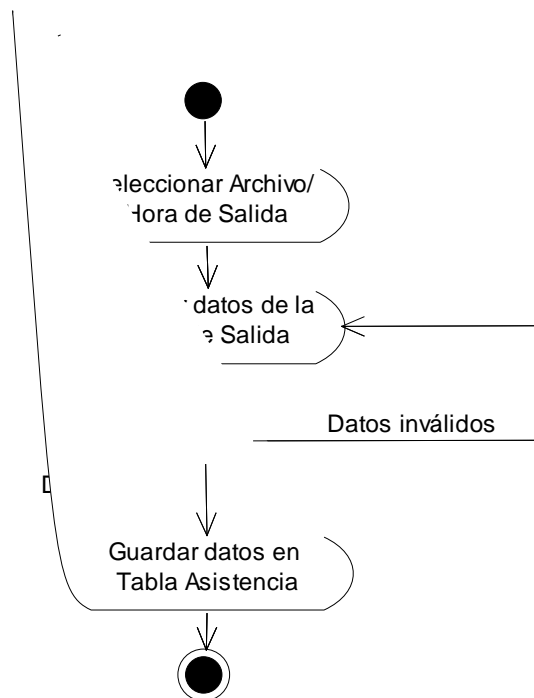 eleccionar Archivo/
Hora de Salida
datos de la
e Salida
Datos inválidos
Guardar datos en
Tabla Asistencia